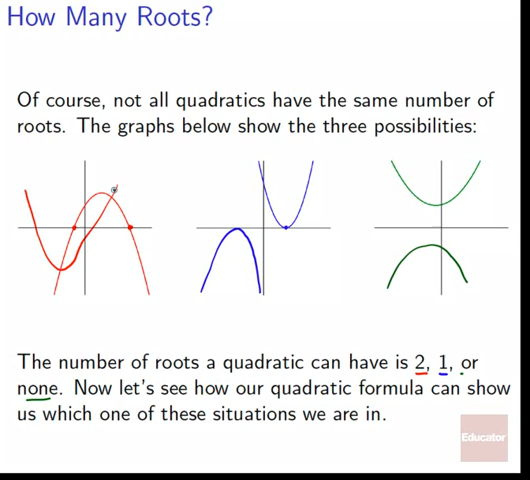 How Many Roots?
Of course, not all quadratics have the same number of
roots. The graphs below show the three possibilities:
The number of roots a quadratic can have is 2, 1, or
none. Now let's see how our quadratic formula can show
us which one of these situations we are in.
Educator